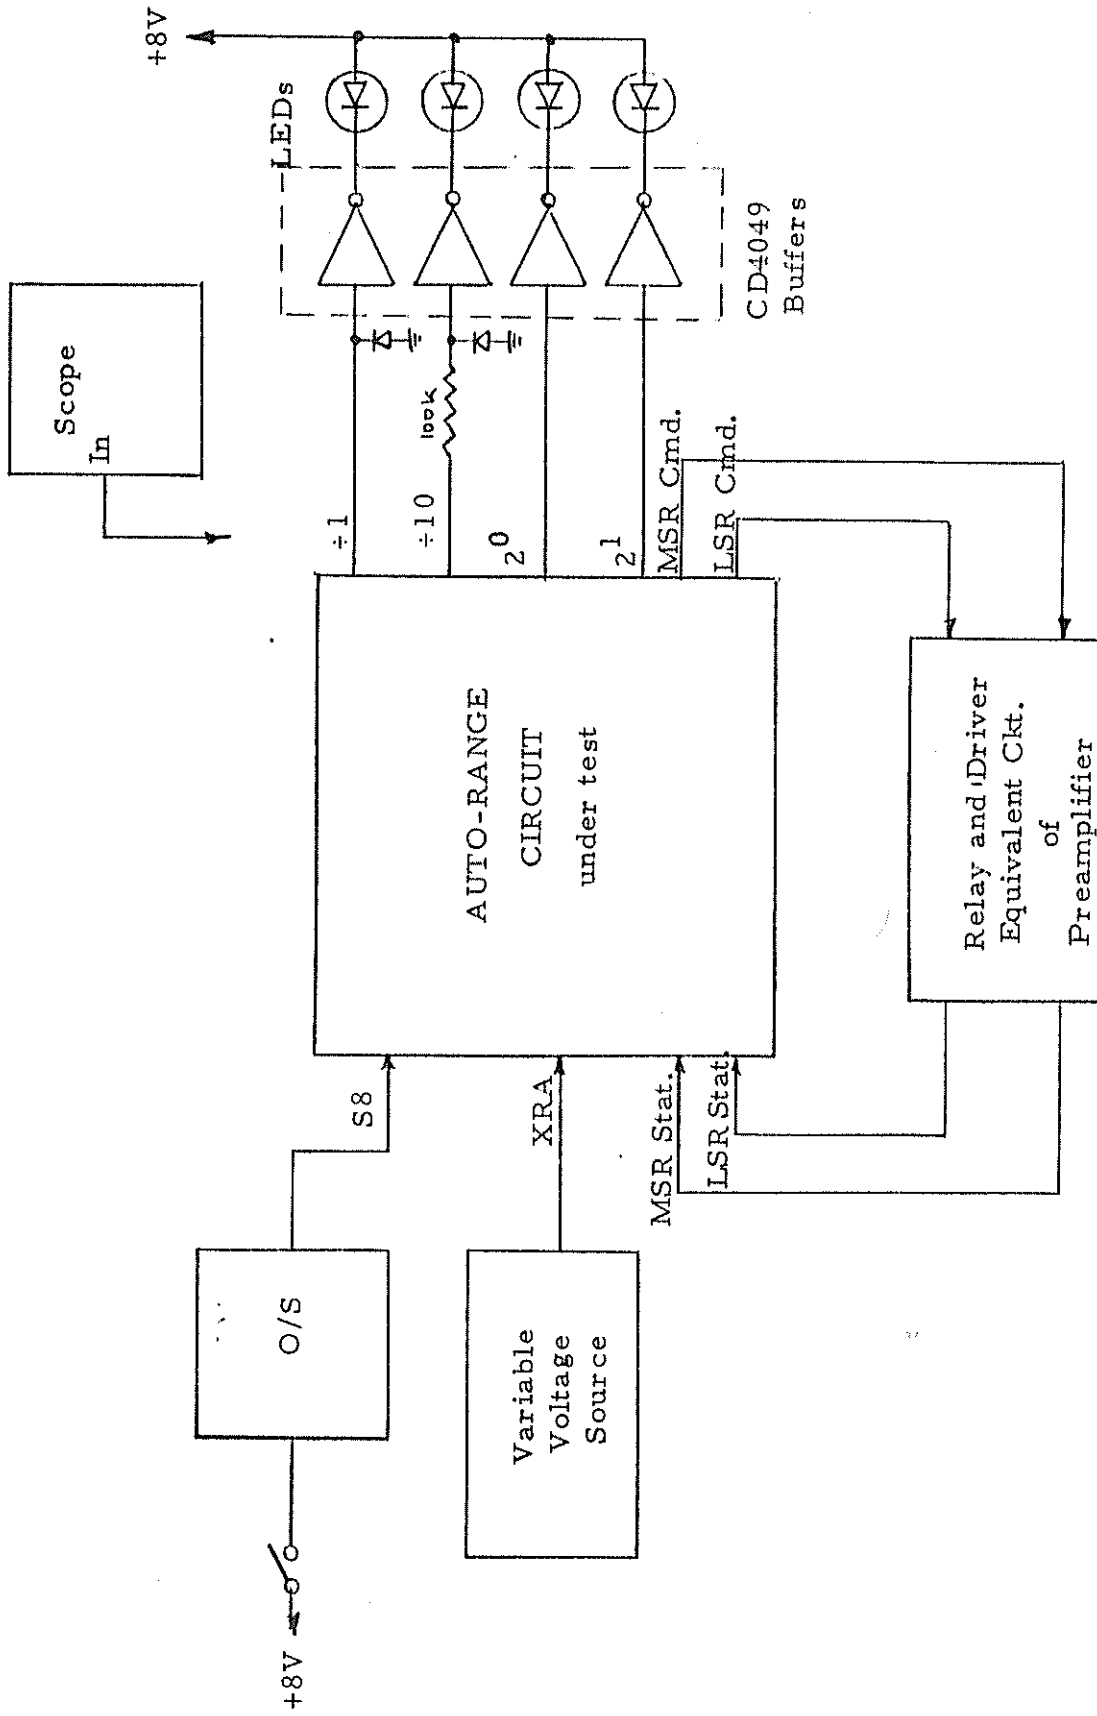 +8V
O/S
S8
Variable
Voltage
Source
XRA
MSR Stat.
LSR Stat.
AUTO-RANGE
CIRCUIT
under test
÷1
÷10
2^0
2^1
MSR Cmd.
LSR Cmd.
100K
Scope
In
LEDs
+8V
CD4049
Buffers
Relay and Driver
Equivalent Ckt.
of
Preamplifier